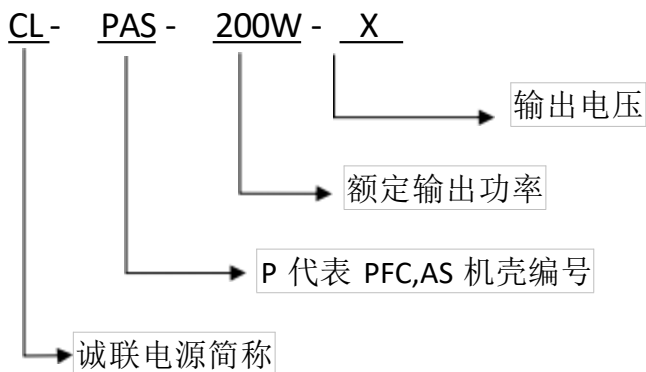 CL - PAS - 200W - X
输出电压
额定输出功率
P 代表 PFC,AS 机壳编号
诚联电源简称